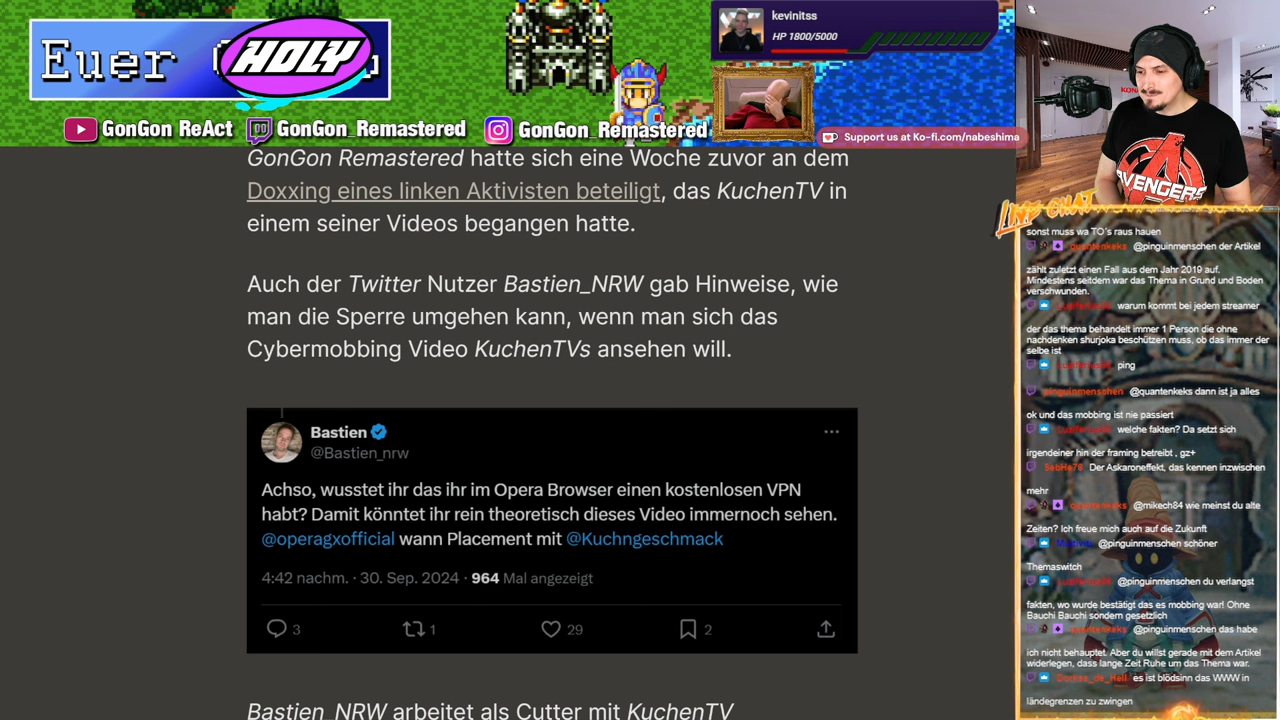 Euer
HOLY
kevinitss
HP 1800/5000
GonGon ReAct
GonGon_Remastered
GonGon_Remastered
Support us at Ko-fi.com/nabeshima
KON
AVENGERS
GonGon Remastered hatte sich eine Woche zuvor an dem
Doxxing eines linken Aktivisten beteiligt, das KuchenTV in
einem seiner Videos begangen hatte.
Auch der Twitter Nutzer Bastien_NRW gab Hinweise, wie
man die Sperre umgehen kann, wenn man sich das
Cybermobbing Video KuchenTVs ansehen will.
Bastien
@Bastien_nrw
Achso, wusstet ihr das ihr im Opera Browser einen kostenlosen VPN
habt? Damit könntet ihr rein theoretisch dieses Video immernoch sehen.
@operagxofficial wann Placement mit @Kuchngeschmack
4:42 nachm. · 30. Sep. 2024 · 964 Mal angezeigt
3
1
29
2
Bastien_NRW arbeitet als Cutter mit KuchenTV
LIVE CHAT
sonst muss wa TO´s raus hauen
quantenkeks @pinguinmenschen der Artikel
zählt zuletzt einen Fall aus dem Jahr 2019 auf.
Mindestens seitdem war das Thema in Grund und Boden
verschwunden.
warum kommt bei jedem streamer
der das thema behandelt immer 1 Person die ohne
nachdenken shurjoka beschützen muss, ob das immer der
selbe ist
ping
pinguinmenschen @quantenkeks dann ist ja alles
ok und das mobbing ist nie passiert
welche fakten? Da setzt sich
irgendeiner hin der framing betreibt , gz+
SebHe78 Der Askaroneffekt, das kennen inzwischen
mehr
quantenkeks @mikech84 wie meinst du alte
Zeiten? Ich freue mich auch auf die Zukunft
@pinguinmenschen schöner
Themaswitch
@pinguinmenschen du verlangst
fakten, wo wurde bestätigt das es mobbing war! Ohne
Bauchi Bauchi sondern gesetzlich
quantenkeks @pinguinmenschen das habe
ich nicht behauptet. Aber du willst gerade mit dem Artikel
widerlegen, dass lange Zeit Ruhe um das Thema war.
es ist blödsinn das WWW in
ländegrenzen zu zwingen